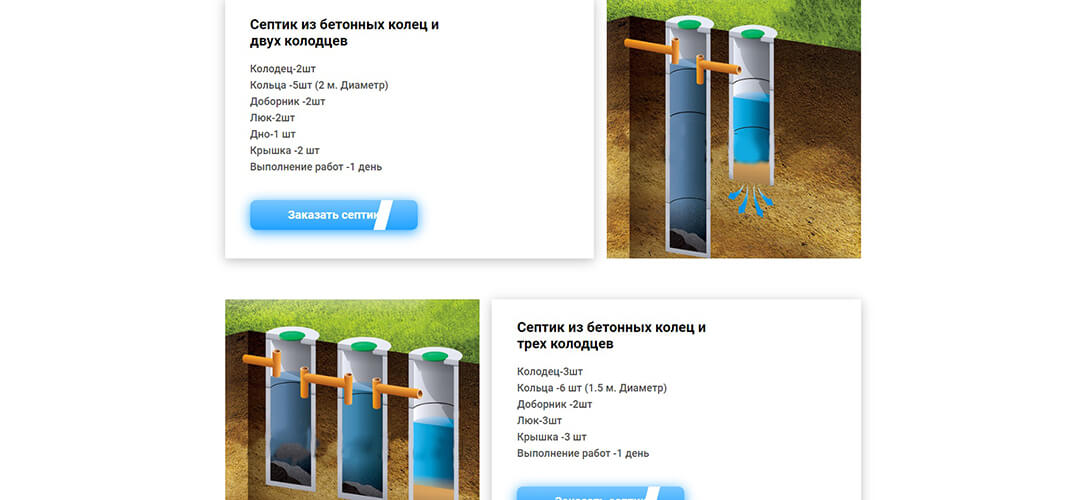 Септик из бетонных колец и
двух колодцев
Колодец-2шт
Кольца -5шт (2 м. Диаметр)
Доборник -2шт
Люк-2шт
Дно-1 шт
Крышка -2 шт
Выполнение работ -1 день
Заказать септик
Септик из бетонных колец и
трех колодцев
Колодец-3шт
Кольца -6 шт (1.5 м. Диаметр)
Доборник -2шт
Люк-3шт
Крышка -3 шт
Выполнение работ -1 день
Заказать септик